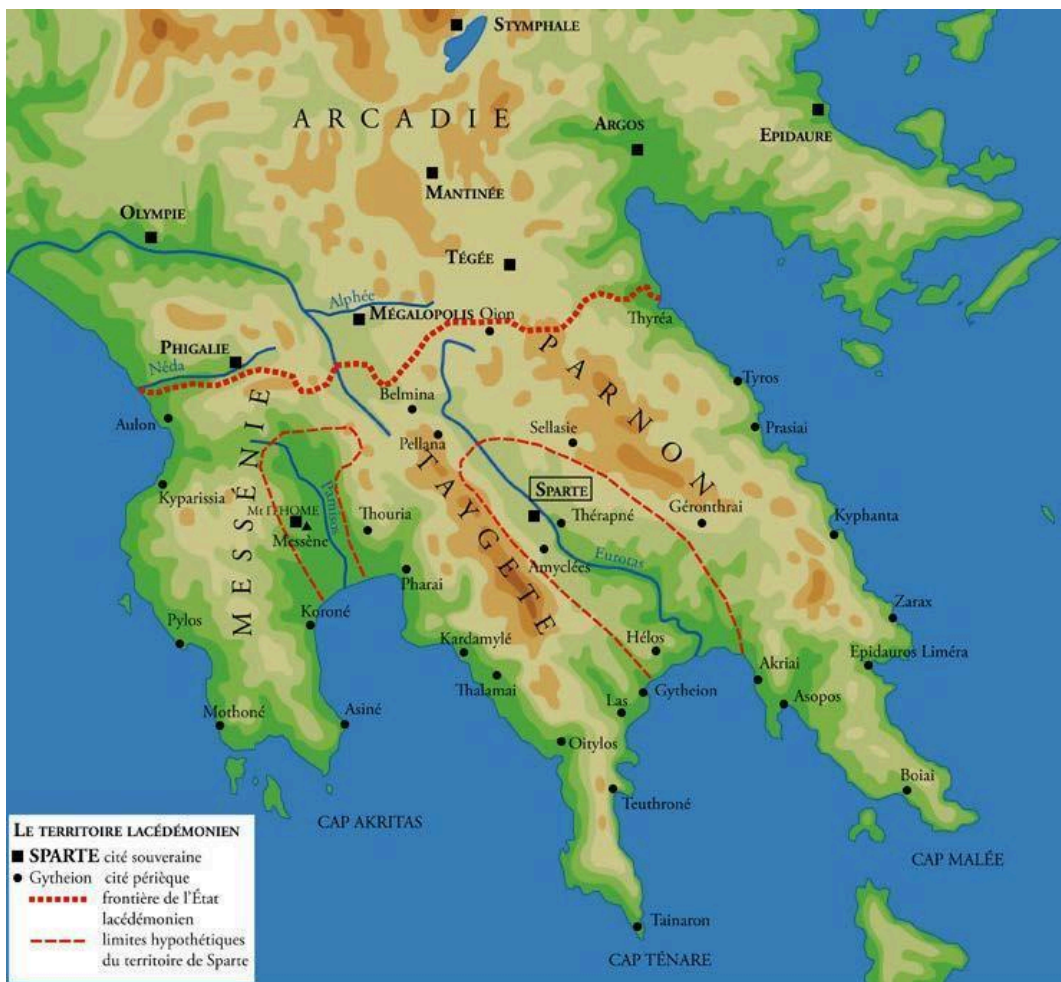 STYMPHALE
ARCADIE
ARGOS
EPIDAURE
MANTINÉE
OLYMPIE
TÉGÉE
Alphée
MÉGALOPOLIS
Oion
Thyréa
PHIGALIE
Néda
PARNON
Tyros
Belmina
Aulon
Prasiai
Pellana
Sellasie
MESSÉNIE
TAYGETE
Kyparissia
SPARTE
Géronthrai
Mt ITHOME
Pamisos
Thouria
Thérapné
Kyphanta
Messène
Amyclées
Eurotas
Pharai
Zarax
Koroné
Pylos
Kardamylé
Hélos
Epidauros Liméra
Akriai
Thalamai
Gytheion
Asopos
Las
Mothoné
Asiné
Oitylos
Boiai
Teuthroné
CAP AKRITAS
CAP MALÉE
Tainaron
CAP TÉNARE
LE TERRITOIRE LACÉDÉMONIEN
SPARTE cité souveraine
Gytheion cité périèque
frontière de l'État
lacédémonien
limites hypothétiques
du territoire de Sparte